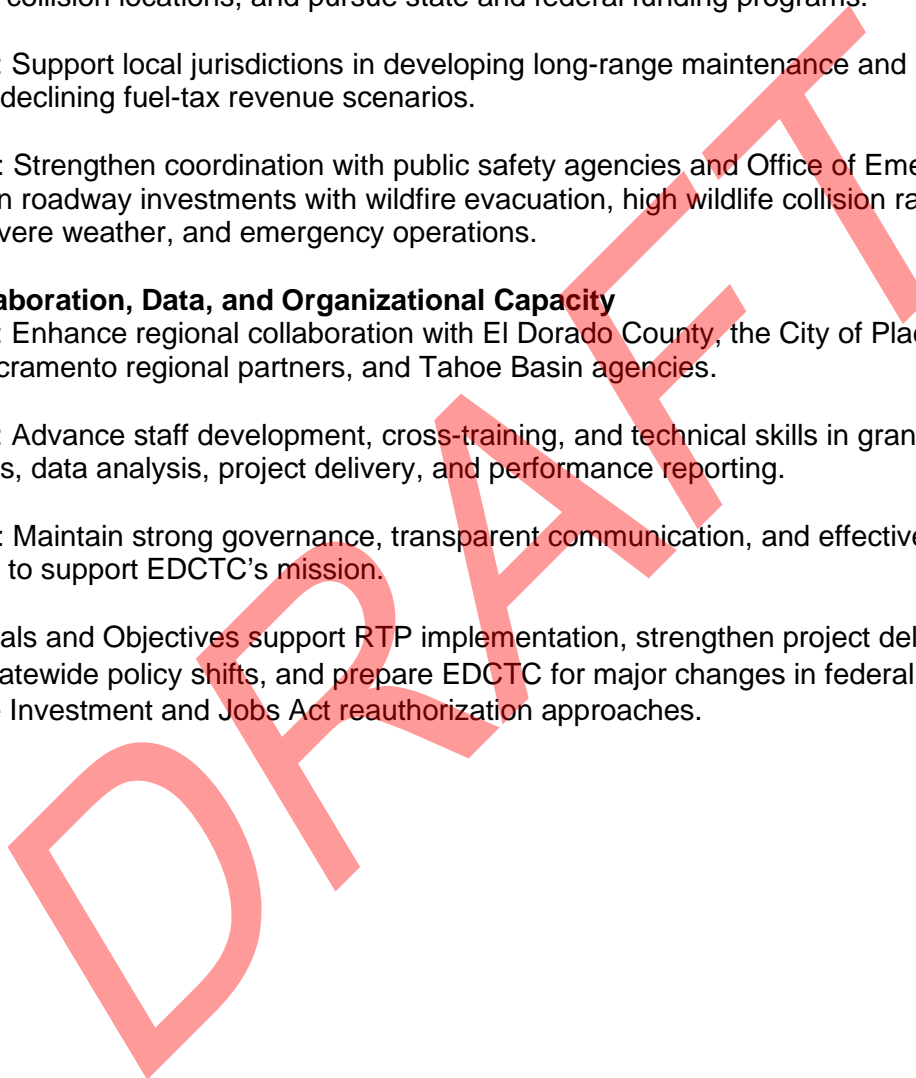 collision locations, and pursue state and federal funding programs.
: Support local jurisdictions in developing long-range maintenance and
declining fuel-tax revenue scenarios.
: Strengthen coordination with public safety agencies and Office of Eme
n roadway investments with wildfire evacuation, high wildlife collision ra
vere weather, and emergency operations.
aboration, Data, and Organizational Capacity
: Enhance regional collaboration with El Dorado County, the City of Plac
cramento regional partners, and Tahoe Basin agencies.
: Advance staff development, cross-training, and technical skills in gran
s, data analysis, project delivery, and performance reporting.
: Maintain strong governance, transparent communication, and effective
to support EDCTC's mission.
als and Objectives support RTP implementation, strengthen project del
atewide policy shifts, and prepare EDCTC for major changes in federal
e Investment and Jobs Act reauthorization approaches.
DRAFT